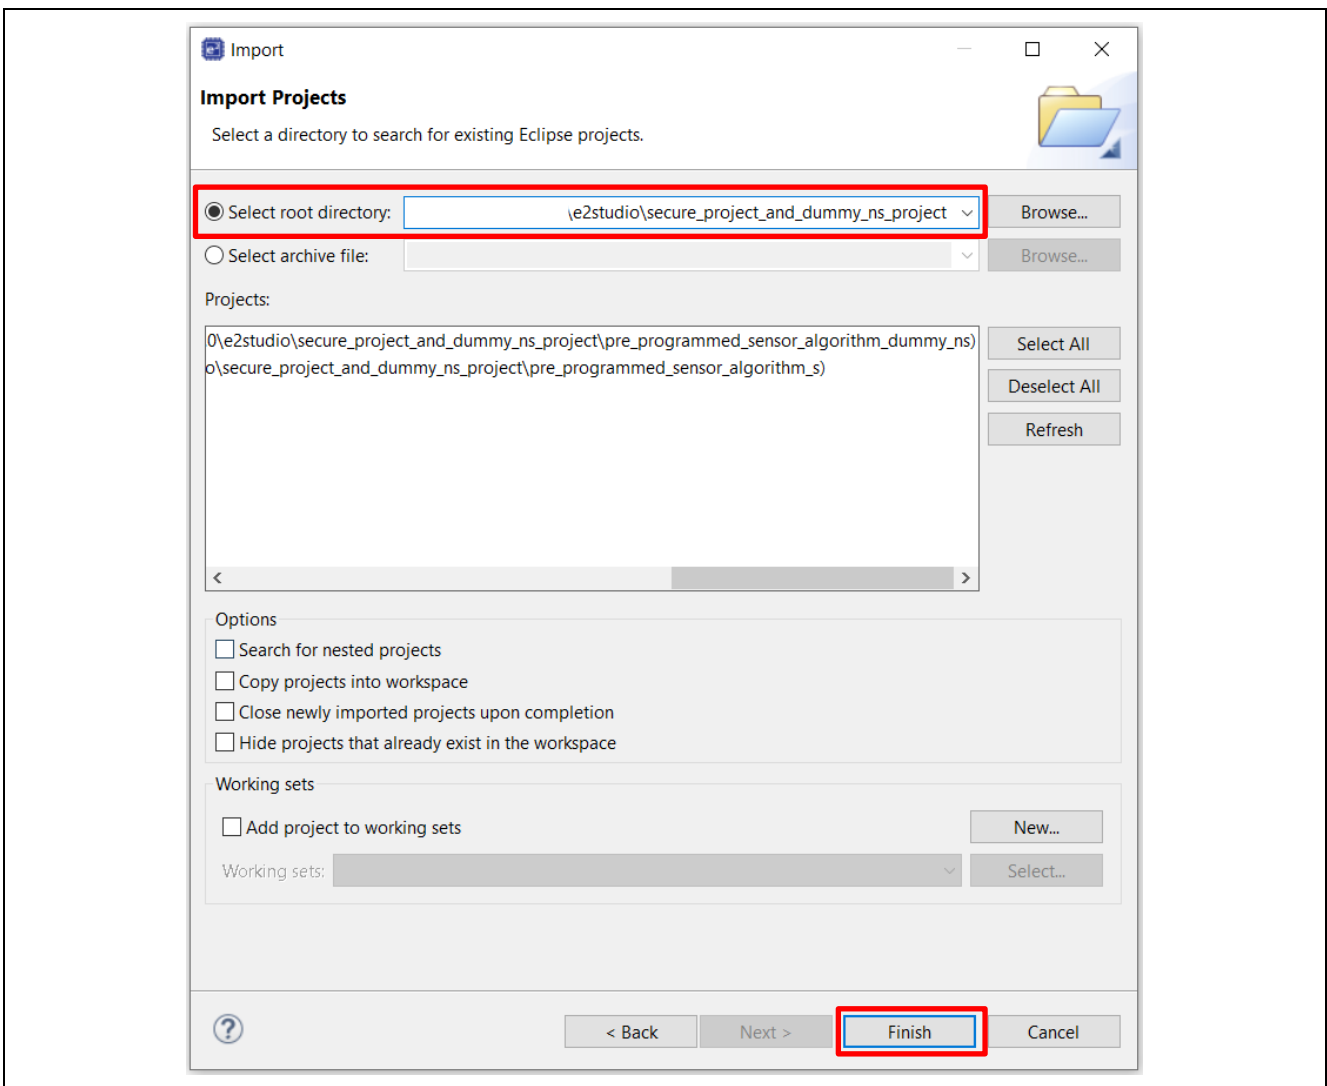 Import
Import Projects
Select a directory to search for existing Eclipse projects.
Select root directory: \e2studio\secure_project_and_dummy_ns_project Browse...
Select archive file: Browse...
Projects:
0\e2studio\secure_project_and_dummy_ns_project\pre_programmed_sensor_algorithm_dummy_ns)
o\secure_project_and_dummy_ns_project\pre_programmed_sensor_algorithm_s)
Select All
Deselect All
Refresh
Options
Search for nested projects
Copy projects into workspace
Close newly imported projects upon completion
Hide projects that already exist in the workspace
Working sets
Add project to working sets New...
Working sets: Select...
? < Back Next > Finish Cancel